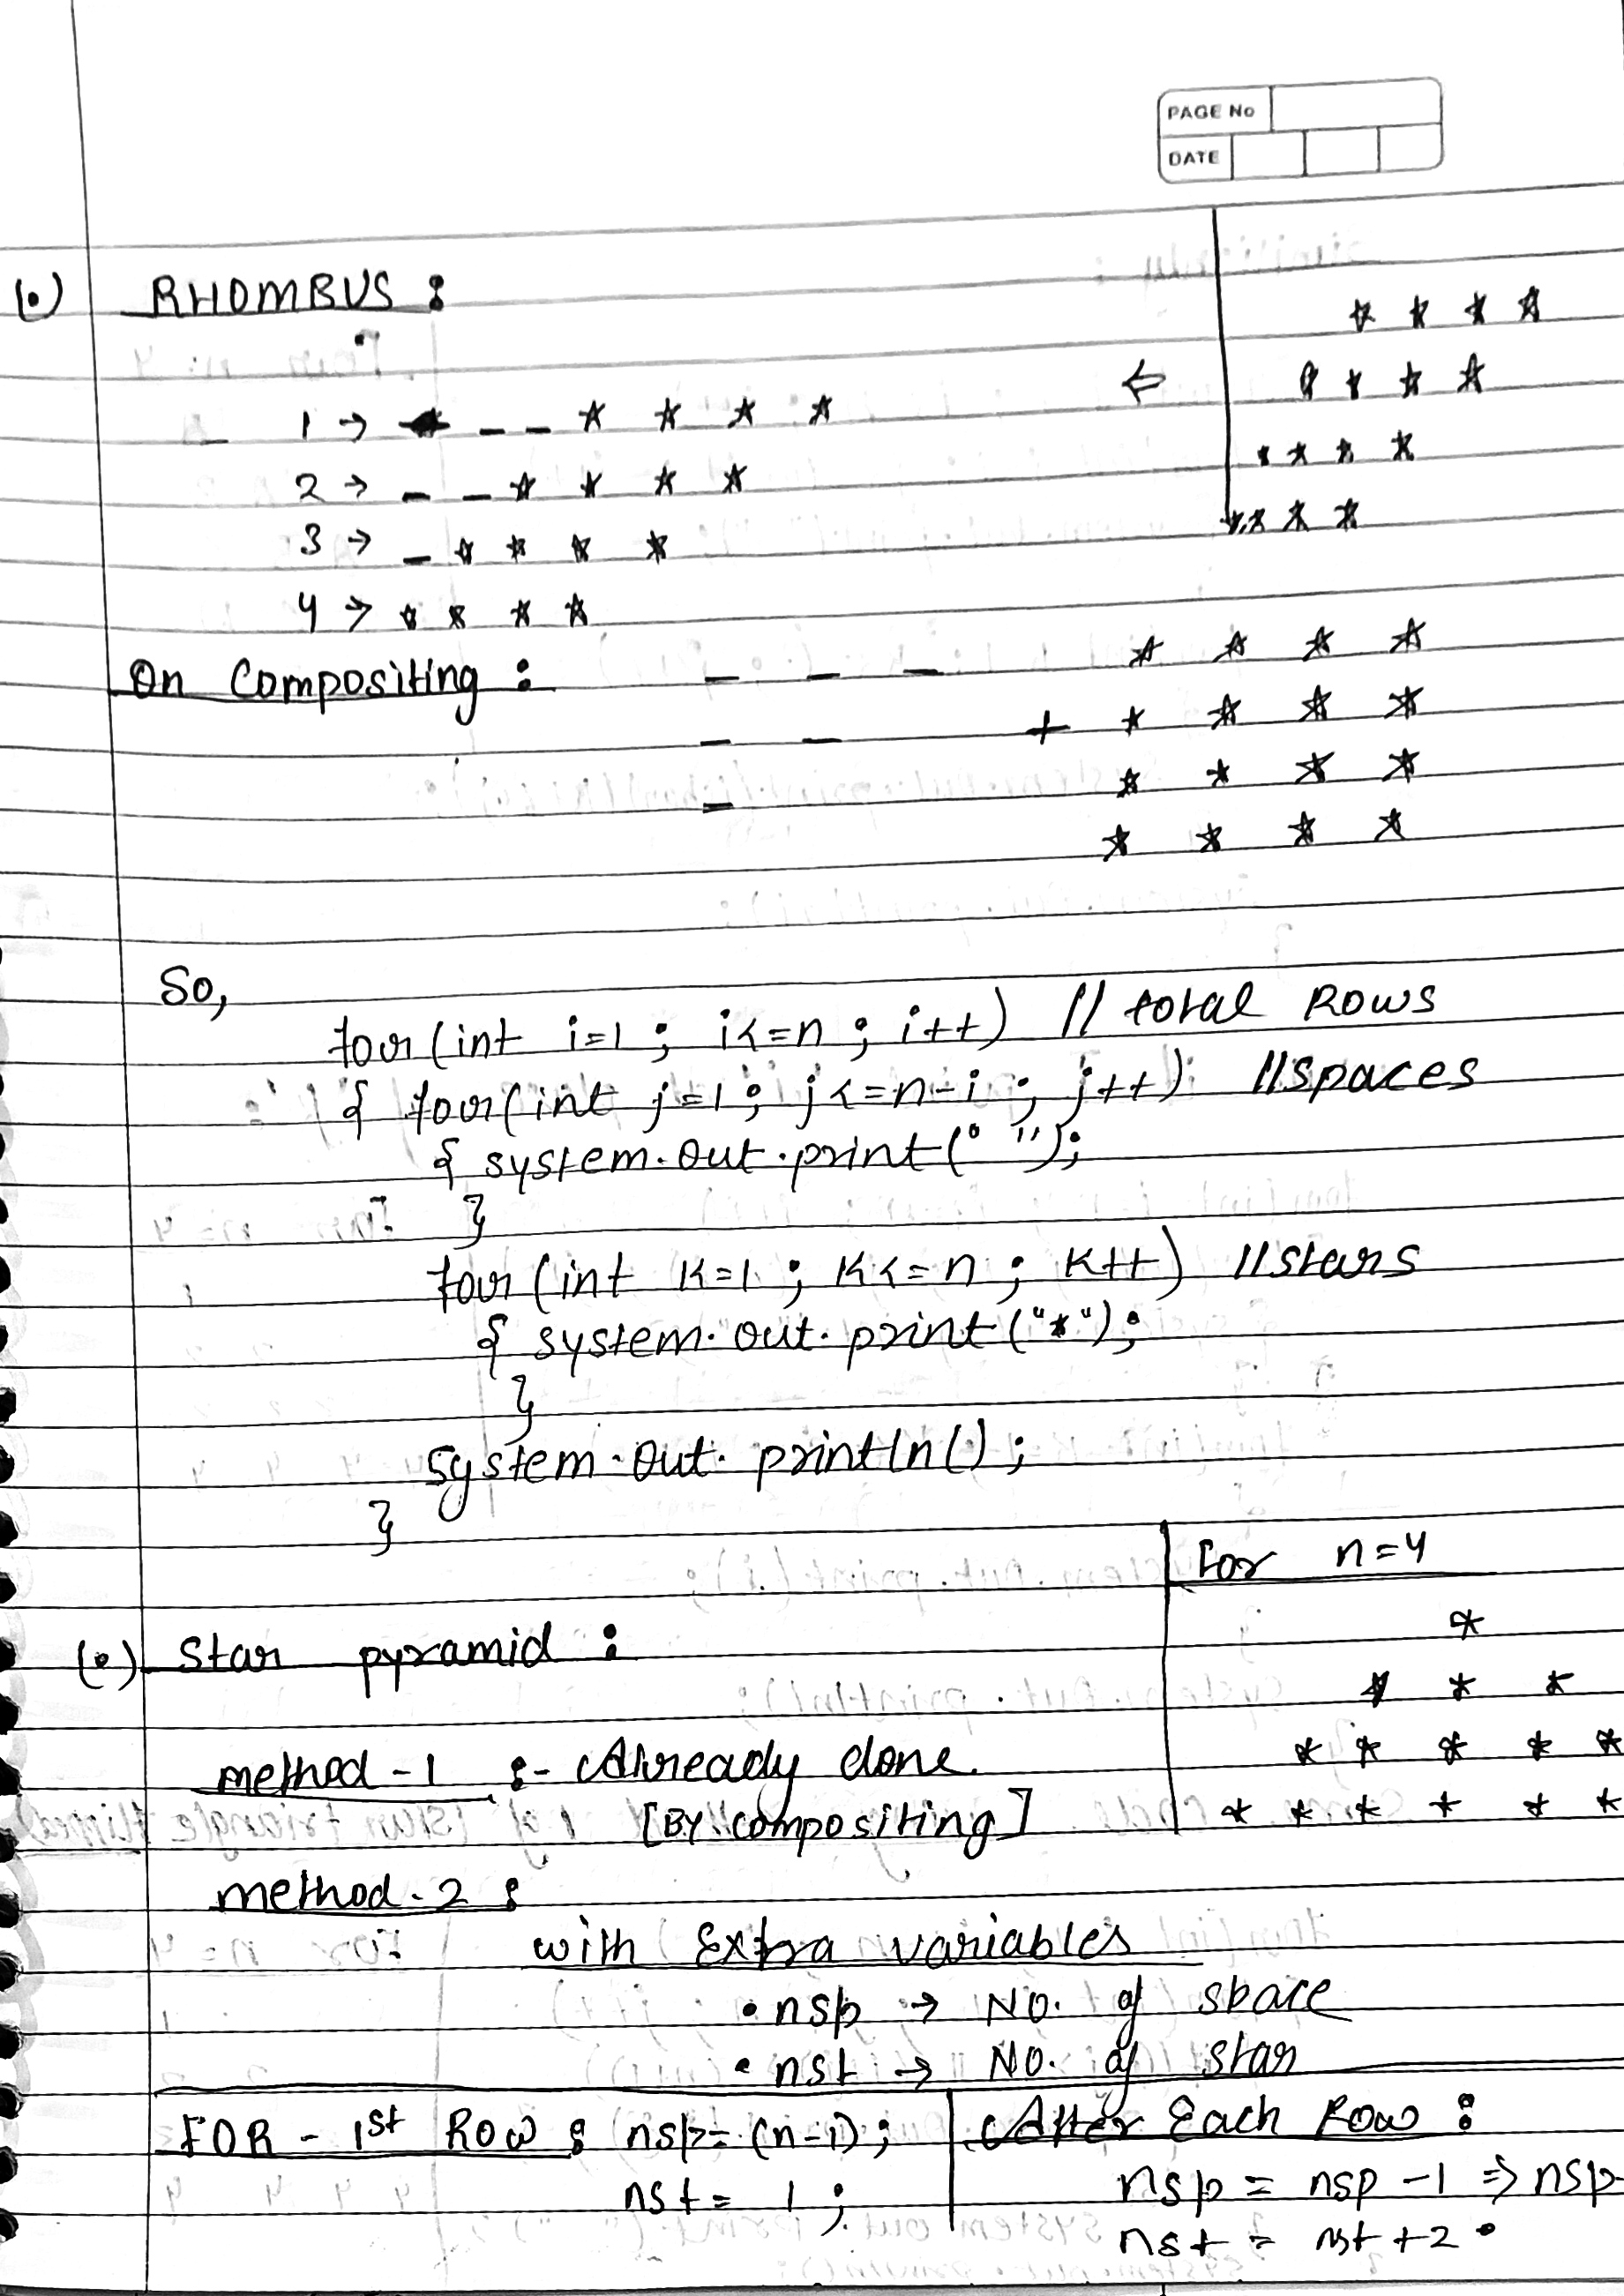 PAGE No
DATE
(•) RHOMBUS :
* * * *
* * * *
* * * *
* * * *
1 → _ _ _ * * * * ⇐
2 → _ _ * * * *
3 → _ * * * *
4 → * * * *
On Compositing :
_ _ _ * * * *
_ _ + * * * *
_ * * * *
* * * *
So,
for (int i=1 ; i<=n ; i++) // total Rows
{ for (int j=1 ; j<=n-i ; j++) //spaces
{ system.out.print(" ");
}
for (int K=1 ; K<=n ; K++) //stars
{ system.out.print("*");
}
system.out.println();
}
For n=4
*
* * *
* * * * *
* * * * * *
(•) Star pyramid :
method-1 :- Already done.
[By compositing]
method-2 :
with Extra variables
• nsp → No. of space
• nst → No. of star
FOR - 1st Row : nsp = (n-i);
nst = 1 ;
After Each Row :
nsp = nsp -1 => nsp
nst = nst +2 •